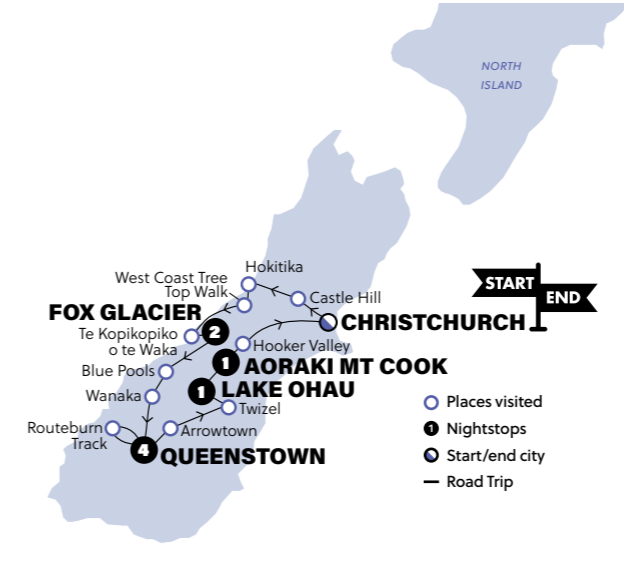 NORTH
ISLAND
Hokitika
West Coast Tree
Top Walk
Castle Hill
START
END
FOX GLACIER
2
CHRISTCHURCH
Te Kopikopiko
o te Waka
Hooker Valley
Blue Pools
1
AORAKI MT COOK
Wanaka
1
LAKE OHAU
Twizel
Places visited
Routeburn
Track
Arrowtown
1
Nightstops
4
QUEENSTOWN
Start/end city
Road Trip